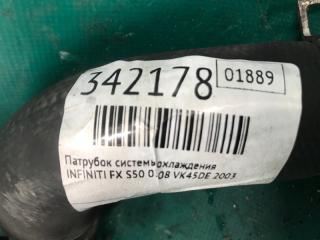 342178
01889
Патрубок системы охлаждения
INFINITI FX S50 0.08 VK45DE 2003